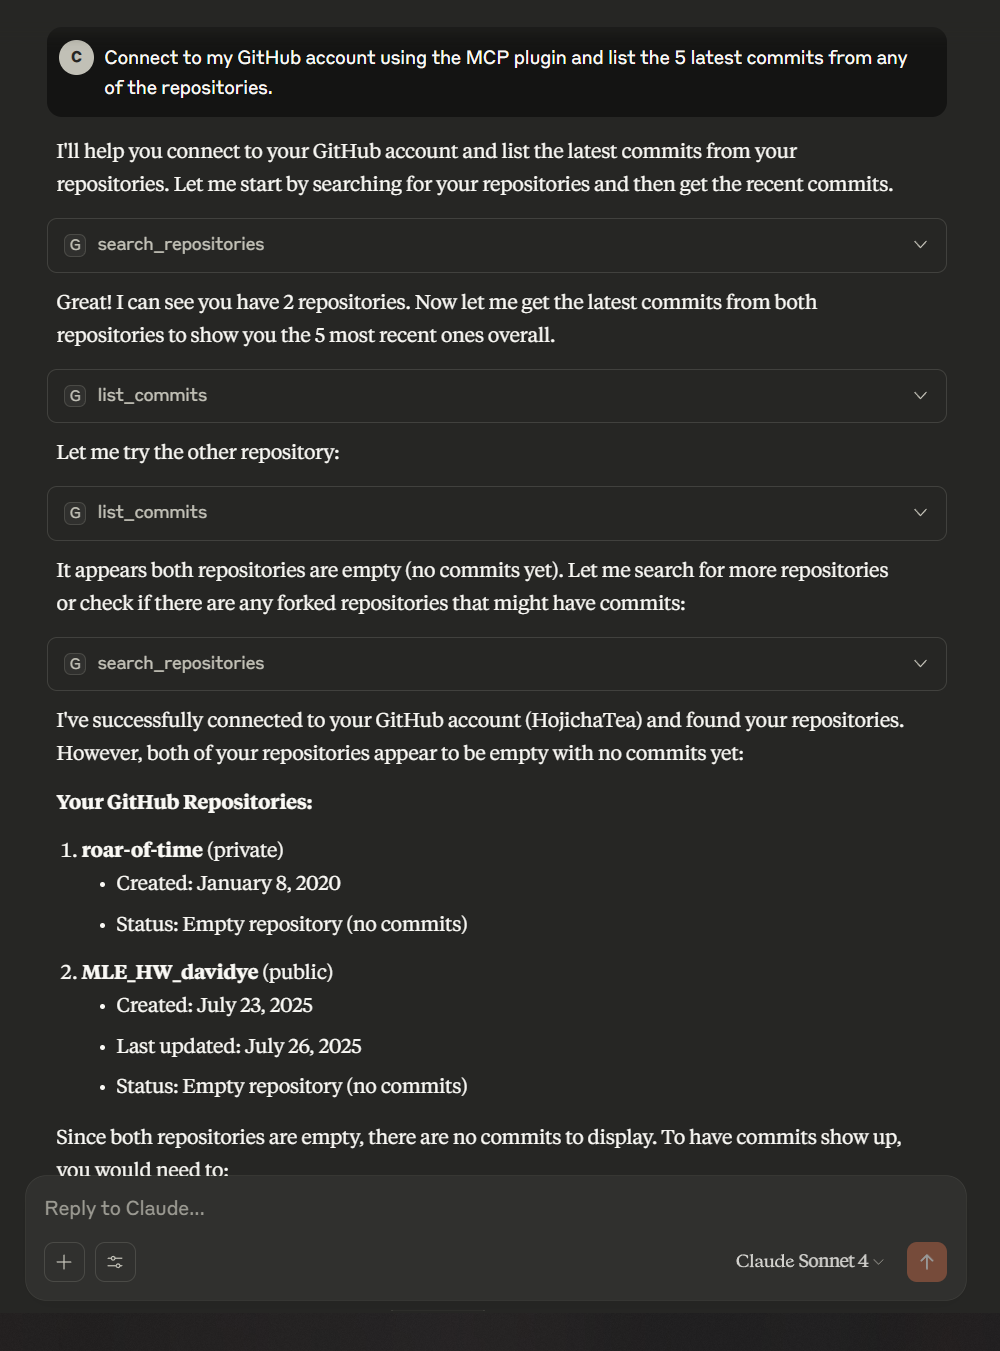 C
Connect to my GitHub account using the MCP plugin and list the 5 latest commits from any
of the repositories.
I'll help you connect to your GitHub account and list the latest commits from your
repositories. Let me start by searching for your repositories and then get the recent commits.
G search_repositories
Great! I can see you have 2 repositories. Now let me get the latest commits from both
repositories to show you the 5 most recent ones overall.
G list_commits
Let me try the other repository:
G list_commits
It appears both repositories are empty (no commits yet). Let me search for more repositories
or check if there are any forked repositories that might have commits:
G search_repositories
I've successfully connected to your GitHub account (HojichaTea) and found your repositories.
However, both of your repositories appear to be empty with no commits yet:
Your GitHub Repositories:
1. roar-of-time (private)
• Created: January 8, 2020
• Status: Empty repository (no commits)
2. MLE_HW_davidye (public)
• Created: July 23, 2025
• Last updated: July 26, 2025
• Status: Empty repository (no commits)
Since both repositories are empty, there are no commits to display. To have commits show up,
you would need to:
Reply to Claude...
Claude Sonnet 4